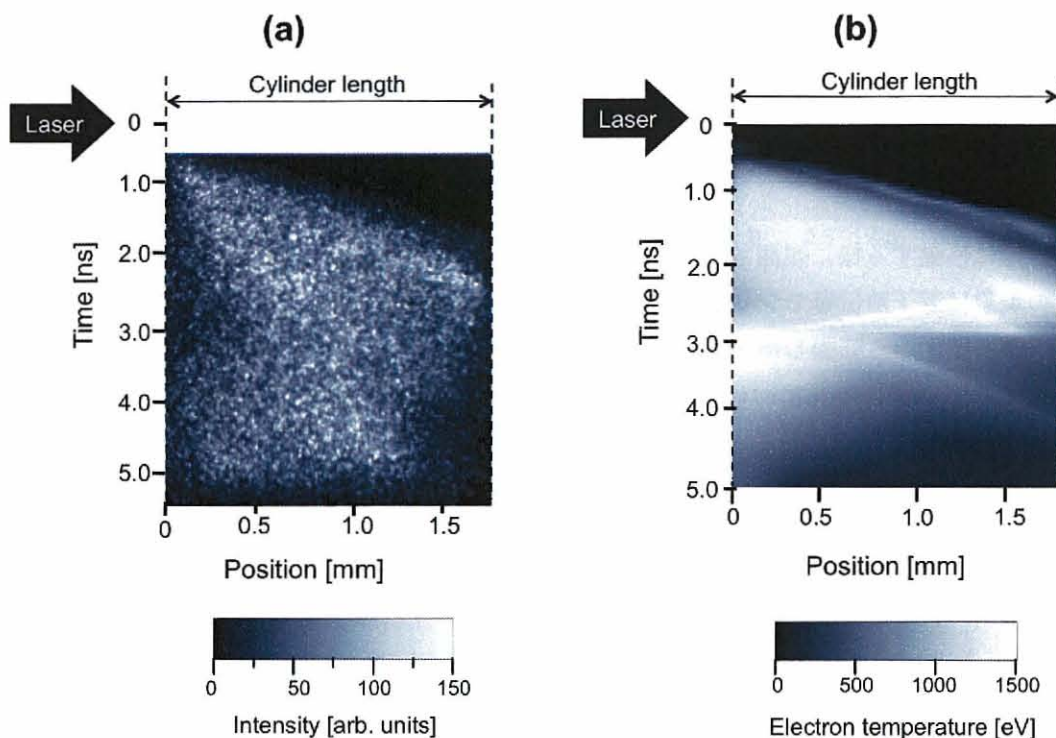 (a)
Cylinder length
Laser
0
1.0
2.0
3.0
4.0
5.0
Time [ns]
0
0.5
1.0
1.5
Position [mm]
0
50
100
150
Intensity [arb. units]
(b)
Cylinder length
Laser
0
1.0
2.0
3.0
4.0
5.0
Time [ns]
0
0.5
1.0
1.5
Position [mm]
0
500
1000
1500
Electron temperature [eV]